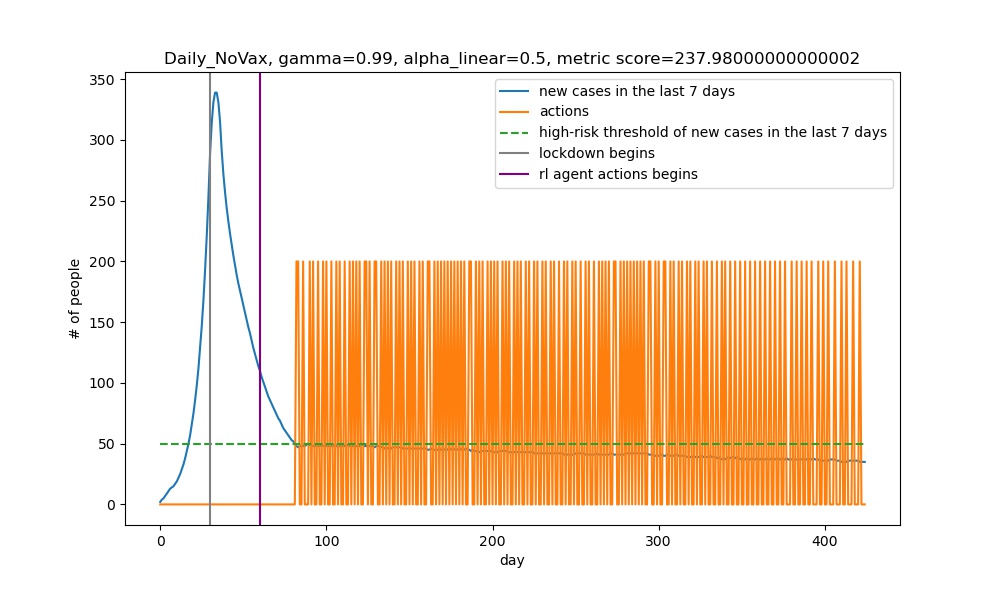 Daily_NoVax, gamma=0.99, alpha_linear=0.5, metric score=237.98000000000002
350
300
250
200
150
100
50
0
# of people
new cases in the last 7 days
actions
high-risk threshold of new cases in the last 7 days
lockdown begins
rl agent actions begins
0 100 200 300 400
day